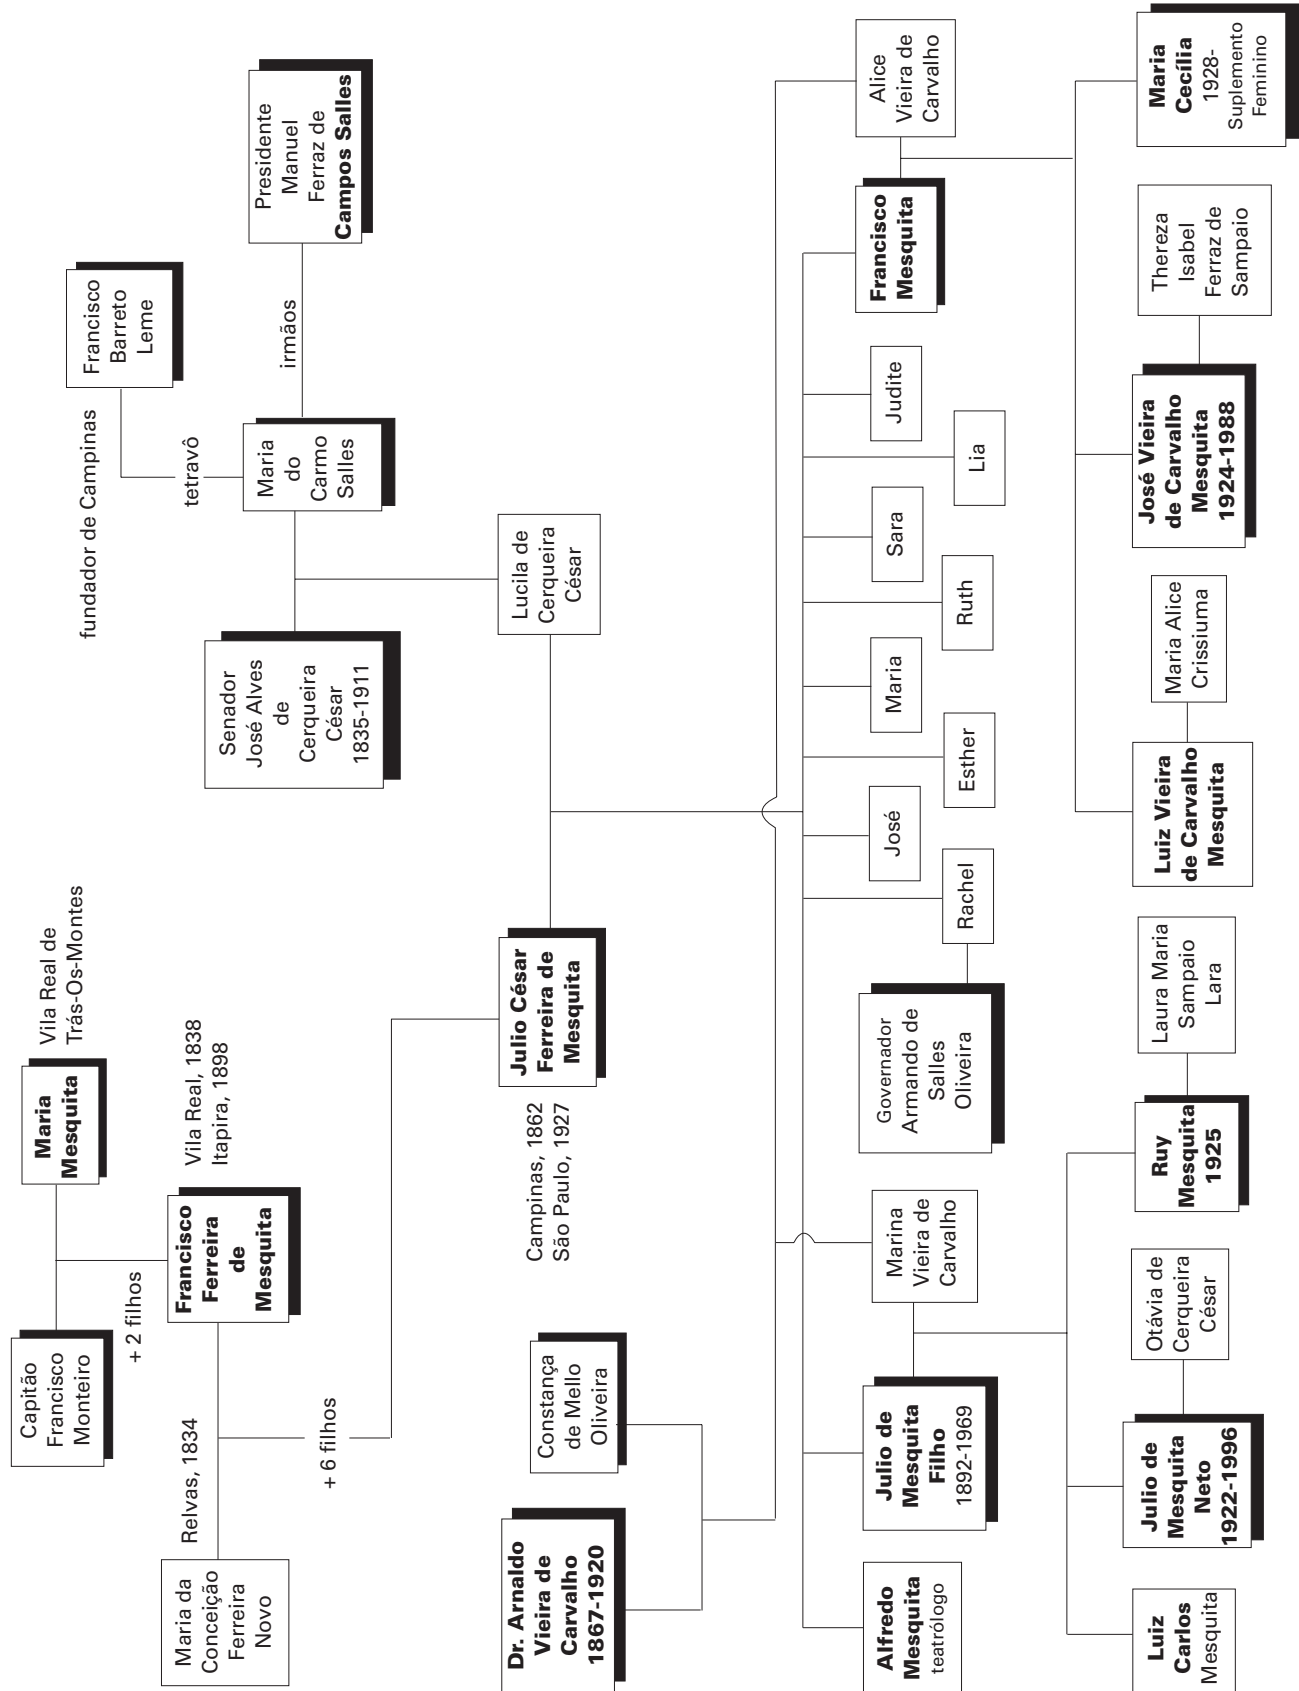 Capitão
Francisco
Monteiro
Maria
Mesquita
Vila Real de
Trás-Os-Montes
+ 2 filhos
Maria da
Conceição
Ferreira
Novo
Relvas, 1834
Francisco
Ferreira
de
Mesquita
Vila Real, 1838
Itapira, 1898
+ 6 filhos
fundador de Campinas
Francisco
Barreto
Leme
tetravô
Senador
José Alves
de
Cerqueira
César
1835-1911
Maria
do
Carmo
Salles
irmãos
Presidente
Manuel
Ferraz de
Campos Salles
Dr. Arnaldo
Vieira de
Carvalho
1867-1920
Constança
de Mello
Oliveira
Campinas, 1862
São Paulo, 1927
Julio César
Ferreira de
Mesquita
Lucila de
Cerqueira
César
Alfredo
Mesquita
teatrólogo
Julio de
Mesquita
Filho
1892-1969
Marina
Vieira de
Carvalho
Governador
Armando de
Salles
Oliveira
Rachel
José
Esther
Maria
Ruth
Sara
Lia
Judite
Francisco
Mesquita
Alice
Vieira de
Carvalho
Luiz
Carlos
Mesquita
Julio de
Mesquita
Neto
1922-1996
Otávia de
Cerqueira
César
Ruy
Mesquita
1925
Laura Maria
Sampaio
Lara
Luiz Vieira
de Carvalho
Mesquita
Maria Alice
Crissiuma
José Vieira
de Carvalho
Mesquita
1924-1988
Thereza
Isabel
Ferraz de
Sampaio
Maria
Cecília
1928-
Suplemento
Feminino